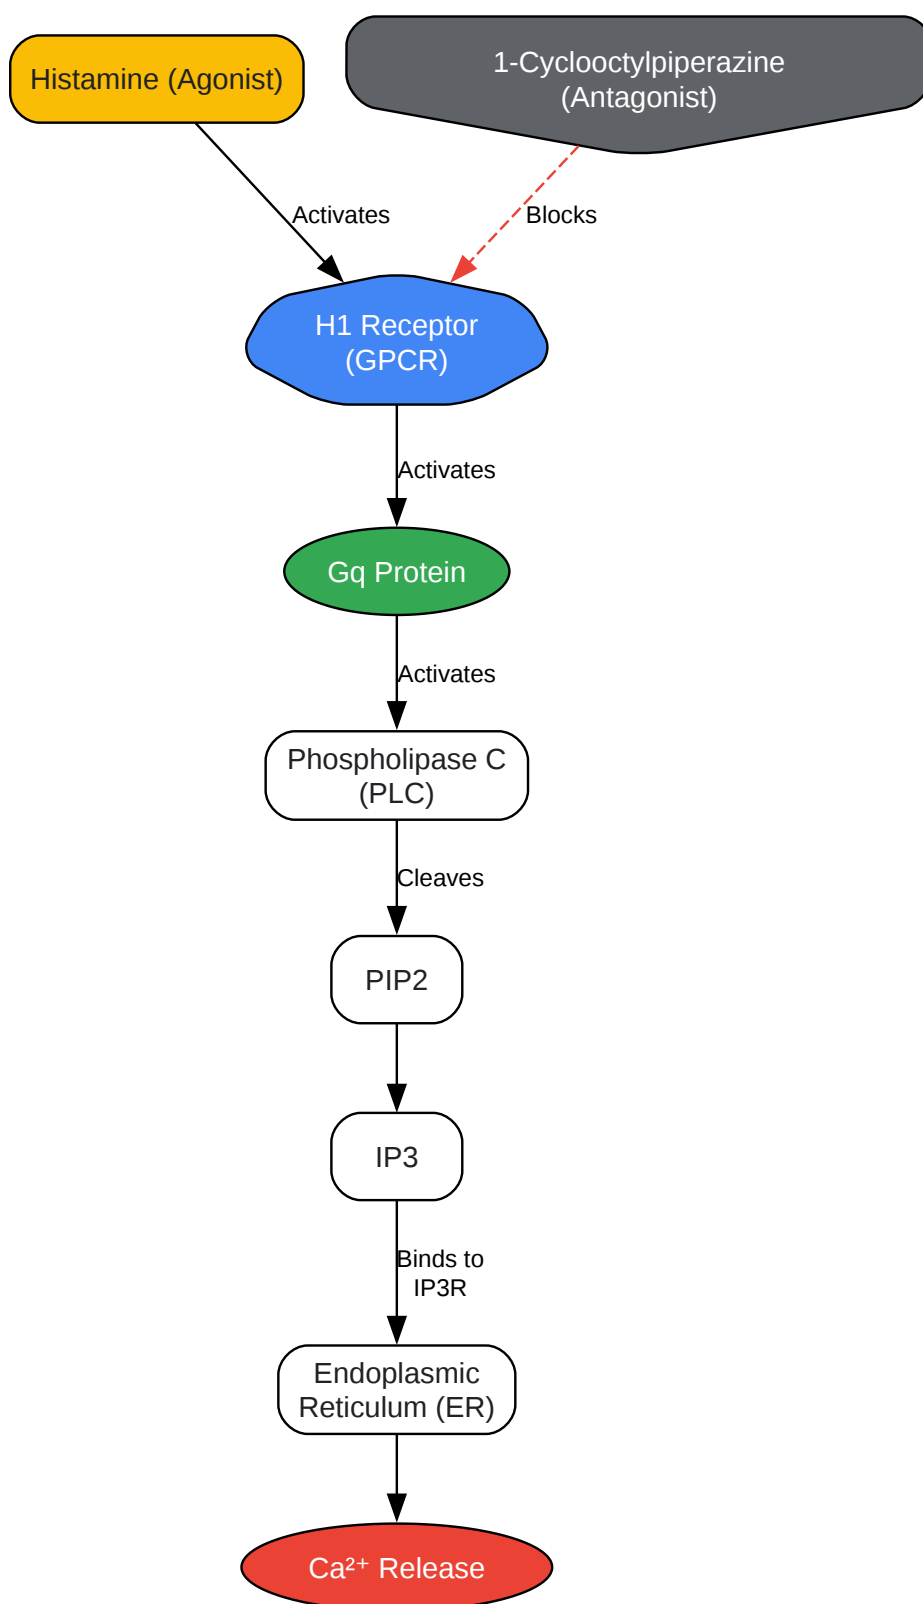 Histamine (Agonist)
1-Cyclooctylpiperazine
(Antagonist)
Activates
Blocks
H1 Receptor
(GPCR)
Activates
Gq Protein
Activates
Phospholipase C
(PLC)
Cleaves
PIP2
IP3
Binds to
IP3R
Endoplasmic
Reticulum (ER)
Ca²⁺ Release